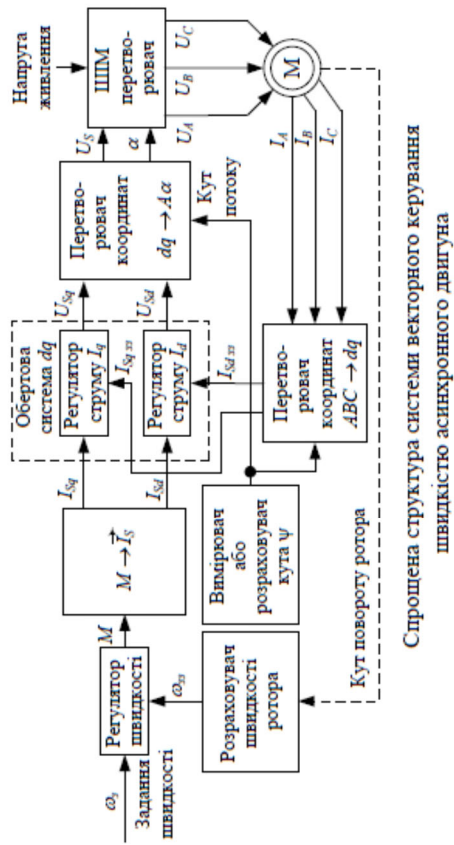 ω_з
Задання
швидкості
Регулятор
швидкості
M
ω_зз
Розраховувач
швидкості
ротора
M → I⃗_S
I_Sq
I_Sd
Обертова
система dq
Регулятор
струму I_q
Регулятор
струму I_d
I_Sq зз
I_Sd зз
U_Sq
U_Sd
Вимірювач
або
розраховувач
кута ψ
Перетво-
рювач
координат
ABC → dq
Перетво-
рювач
координат
dq → Aα
Кут
потоку
U_S
α
Напруга
живлення
ШІМ
перетво-
рювач
U_C
U_B
U_A
М
I_A
I_B
I_C
Кут повороту ротора
Спрощена структура системи векторного керування
швидкістю асинхронного двигуна